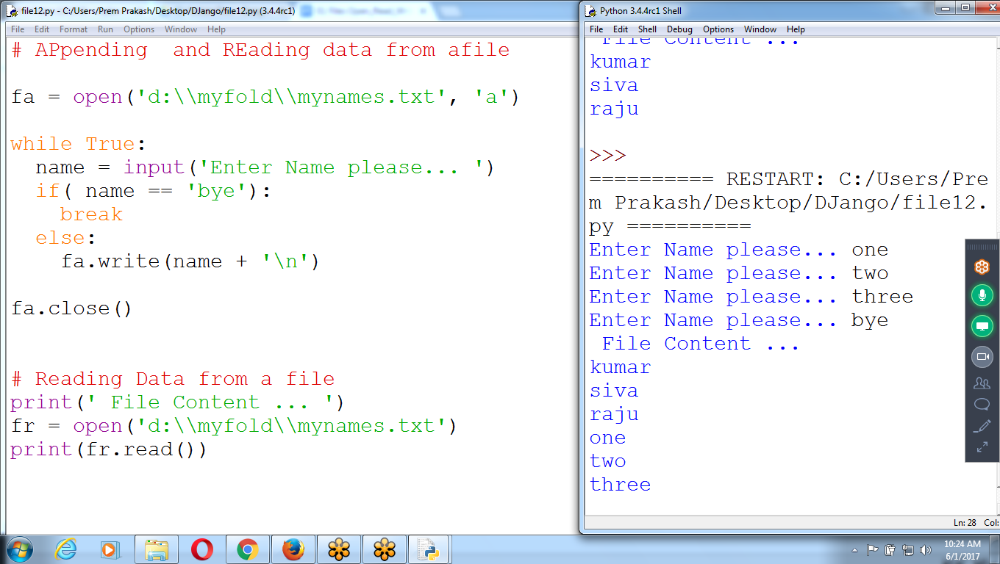 file12.py - C:/Users/Prem Prakash/Desktop/DJango/file12.py (3.4.4rc1)
File Edit Format Run Options Window Help
# APpending  and REading data from afile
fa = open('d:\\myfold\\mynames.txt', 'a')
while True:
  name = input('Enter Name please... ')
  if( name == 'bye'):
    break
  else:
    fa.write(name + '\n')
fa.close()
# Reading Data from a file
print(' File Content ... ')
fr = open('d:\\myfold\\mynames.txt')
print(fr.read())
Python 3.4.4rc1 Shell
File Edit Shell Debug Options Window Help
 File Content ...
kumar
siva
raju
>>>
========== RESTART: C:/Users/Pre
m Prakash/Desktop/DJango/file12.
py ==========
Enter Name please... one
Enter Name please... two
Enter Name please... three
Enter Name please... bye
 File Content ...
kumar
siva
raju
one
two
three
Ln: 28 Col:
10:24 AM
6/1/2017